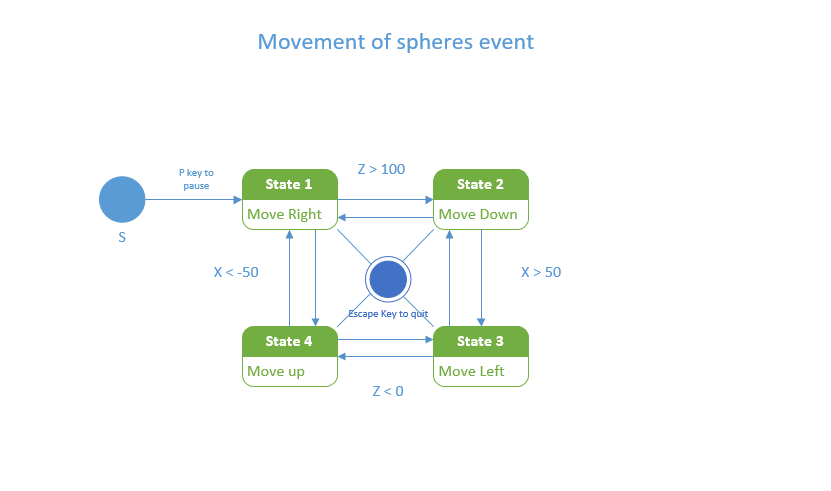 Movement of spheres event
P key to
pause
Z > 100
State 1
State 2
Move Right
Move Down
S
X < -50
X > 50
Escape Key to quit
State 4
State 3
Move up
Move Left
Z < 0